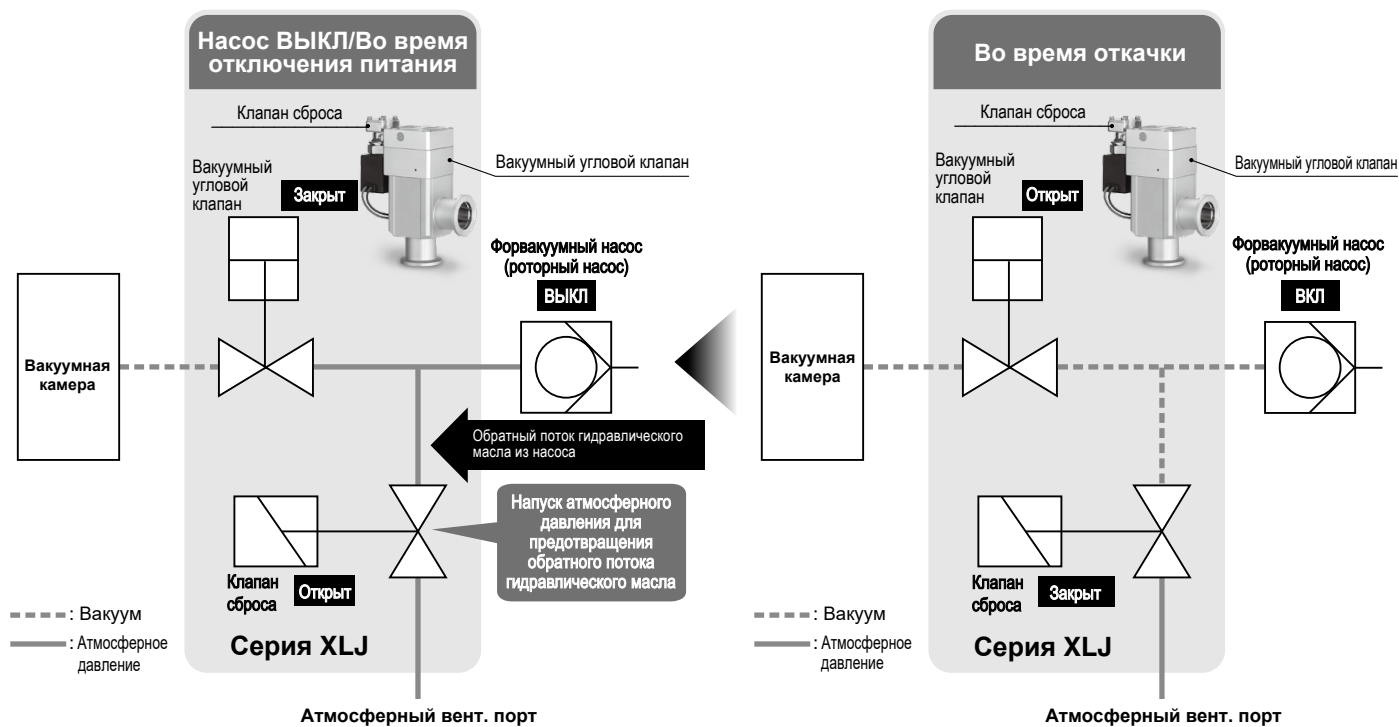 Насос ВЫКЛ/Во время
отключения питания
Клапан сброса
Вакуумный угловой клапан
Вакуумный
угловой
клапан
Закрыт
Форвакуумный насос
(роторный насос)
ВЫКЛ
Вакуумная
камера
Обратный поток гидравлического
масла из насоса
Напуск атмосферного
давления для
предотвращения
обратного потока
гидравлического масла
Клапан
сброса
Открыт
: Вакуум
: Атмосферное
давление
Серия XLJ
Атмосферный вент. порт
Во время откачки
Клапан сброса
Вакуумный угловой клапан
Вакуумный
угловой
клапан
Открыт
Форвакуумный насос
(роторный насос)
ВКЛ
Вакуумная
камера
Клапан
сброса
Закрыт
: Вакуум
: Атмосферное
давление
Серия XLJ
Атмосферный вент. порт